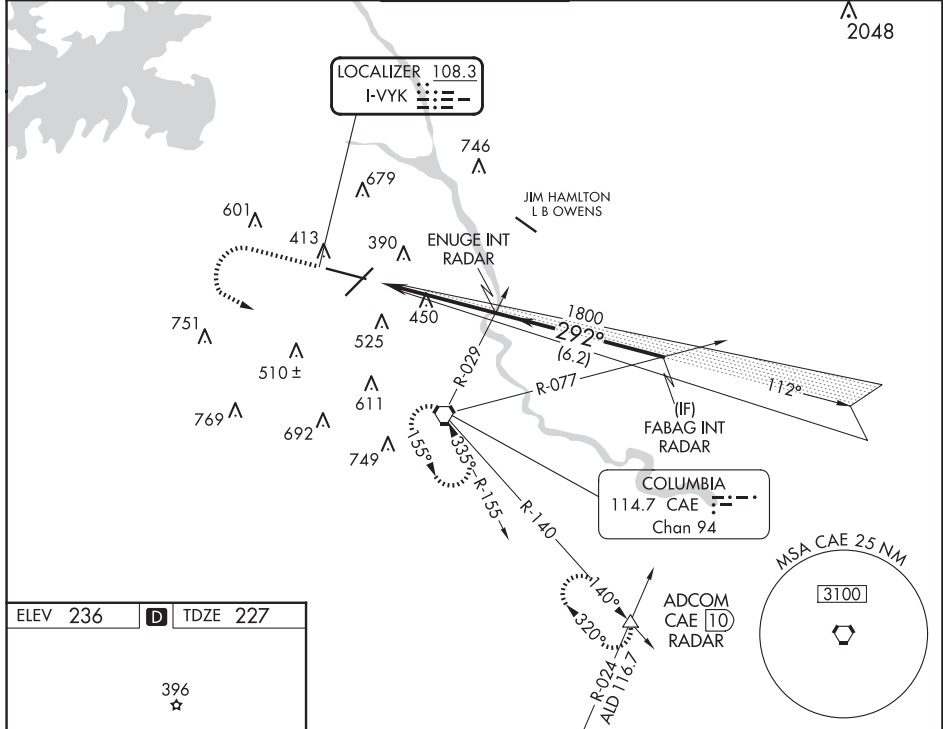 2048
LOCALIZER 108.3
I-VYK
746
679
JIM HAMLTON
L B OWENS
601
413
390
ENUGE INT
RADAR
1800
292°
(6.2)
450
751
525
510 ±
R-029
R-077
112°
611
(IF)
FABAG INT
RADAR
769
692
749
155°
335°
R-155
R-140
COLUMBIA
114.7 CAE
Chan 94
MSA CAE 25 NM
3100
140°
320°
ADCOM
CAE 10
RADAR
R-024
ALD 116.7
ELEV 236 D TDZE 227
396